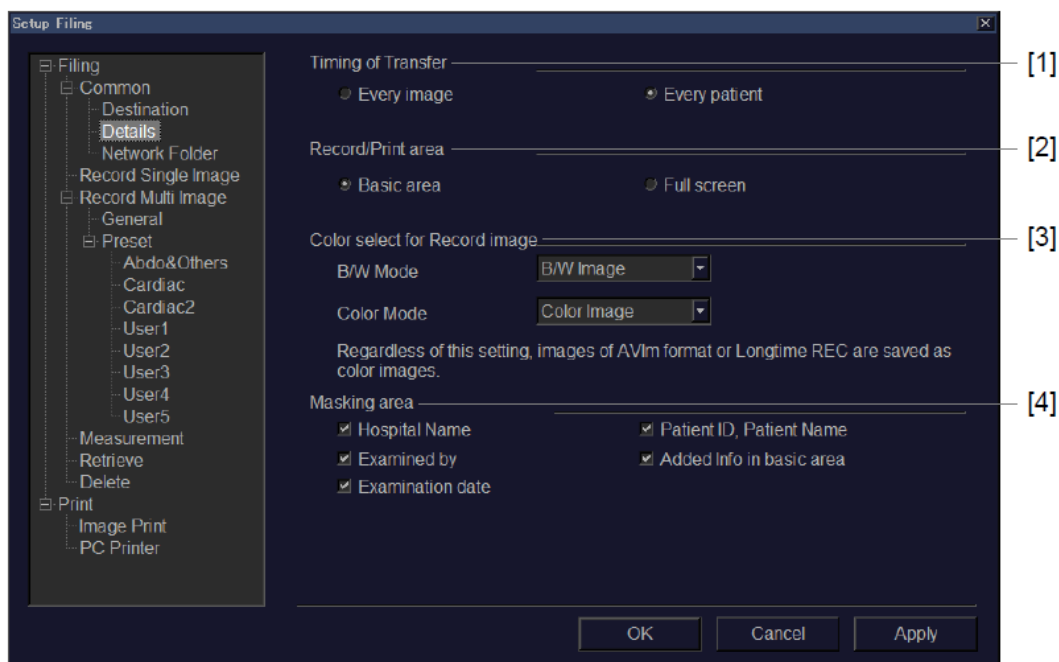 Setup Filing
Filing
Common
Destination
Details
Network Folder
Record Single Image
Record Multi Image
General
Preset
Abdo&Others
Cardiac
Cardiac2
User1
User2
User3
User4
User5
Measurement
Retrieve
Delete
Print
Image Print
PC Printer
Timing of Transfer [1]
Every image Every patient
Record/Print area [2]
Basic area Full screen
Color select for Record image [3]
B/W Mode B/W Image
Color Mode Color Image
Regardless of this setting, images of AVIm format or Longtime REC are saved as
color images.
Masking area [4]
Hospital Name Patient ID, Patient Name
Examined by Added Info in basic area
Examination date
OK Cancel Apply